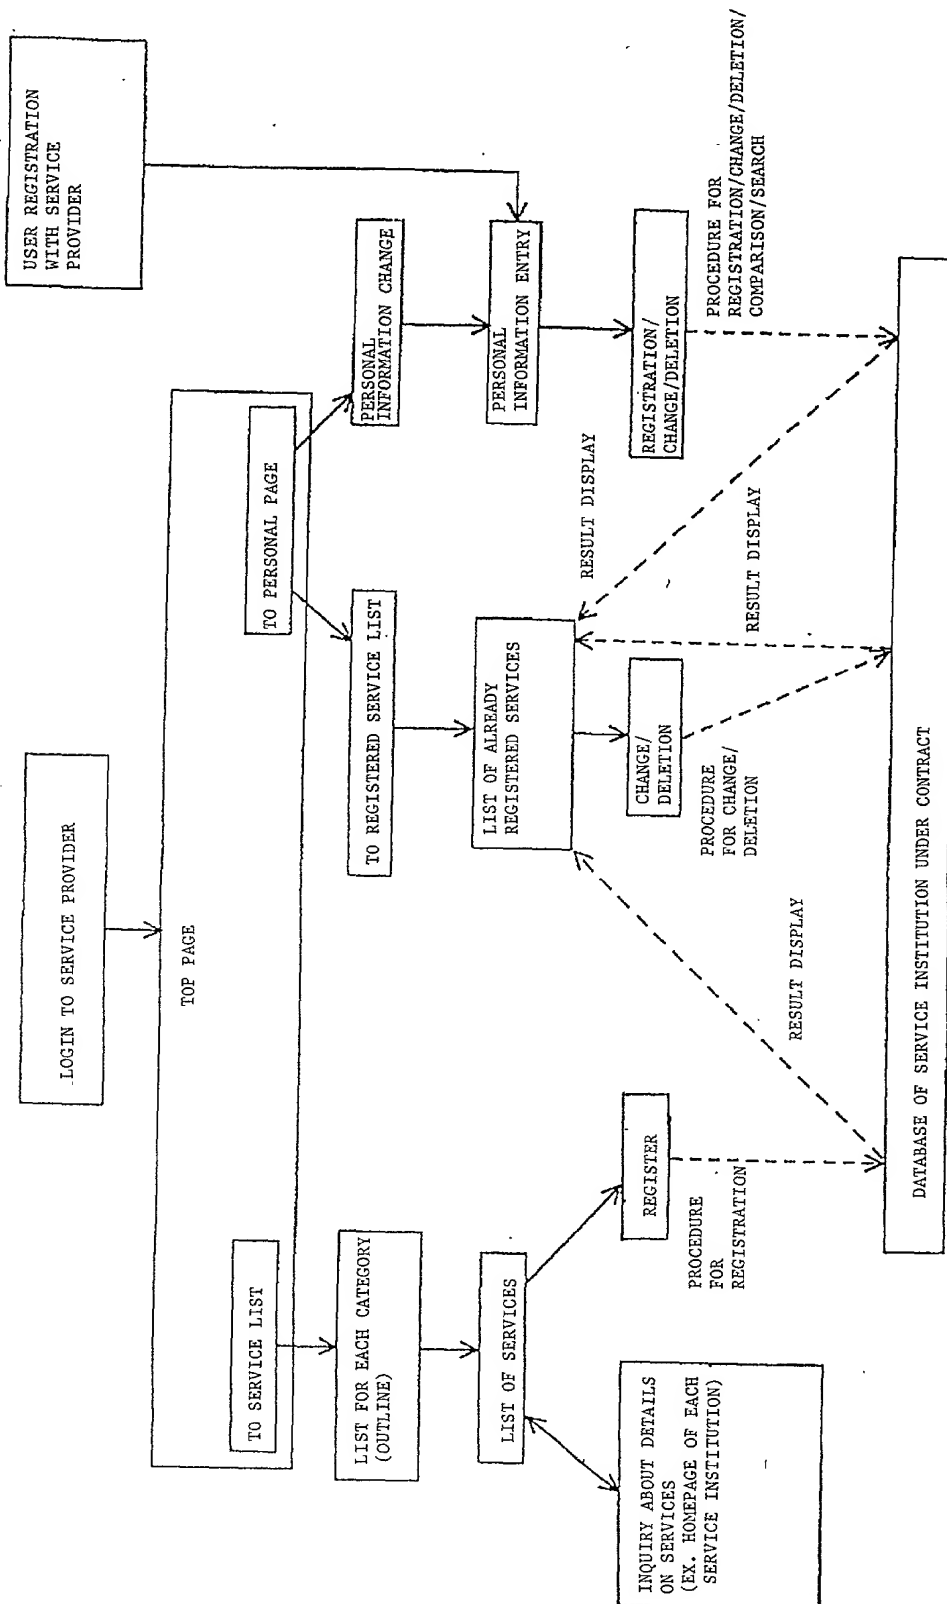 USER REGISTRATION
WITH SERVICE
PROVIDER
LOGIN TO SERVICE PROVIDER
TOP PAGE
TO SERVICE LIST
TO PERSONAL PAGE
LIST FOR EACH CATEGORY
(OUTLINE)
TO REGISTERED SERVICE LIST
PERSONAL
INFORMATION CHANGE
LIST OF SERVICES
LIST OF ALREADY
REGISTERED SERVICES
PERSONAL
INFORMATION ENTRY
INQUIRY ABOUT DETAILS
ON SERVICES
(EX. HOMEPAGE OF EACH
SERVICE INSTITUTION)
REGISTER
CHANGE/
DELETION
REGISTRATION/
CHANGE/DELETION
PROCEDURE
FOR
REGISTRATION
RESULT DISPLAY
PROCEDURE
FOR CHANGE/
DELETION
RESULT DISPLAY
RESULT DISPLAY
PROCEDURE FOR
REGISTRATION/CHANGE/DELETION/
COMPARISON/SEARCH
DATABASE OF SERVICE INSTITUTION UNDER CONTRACT